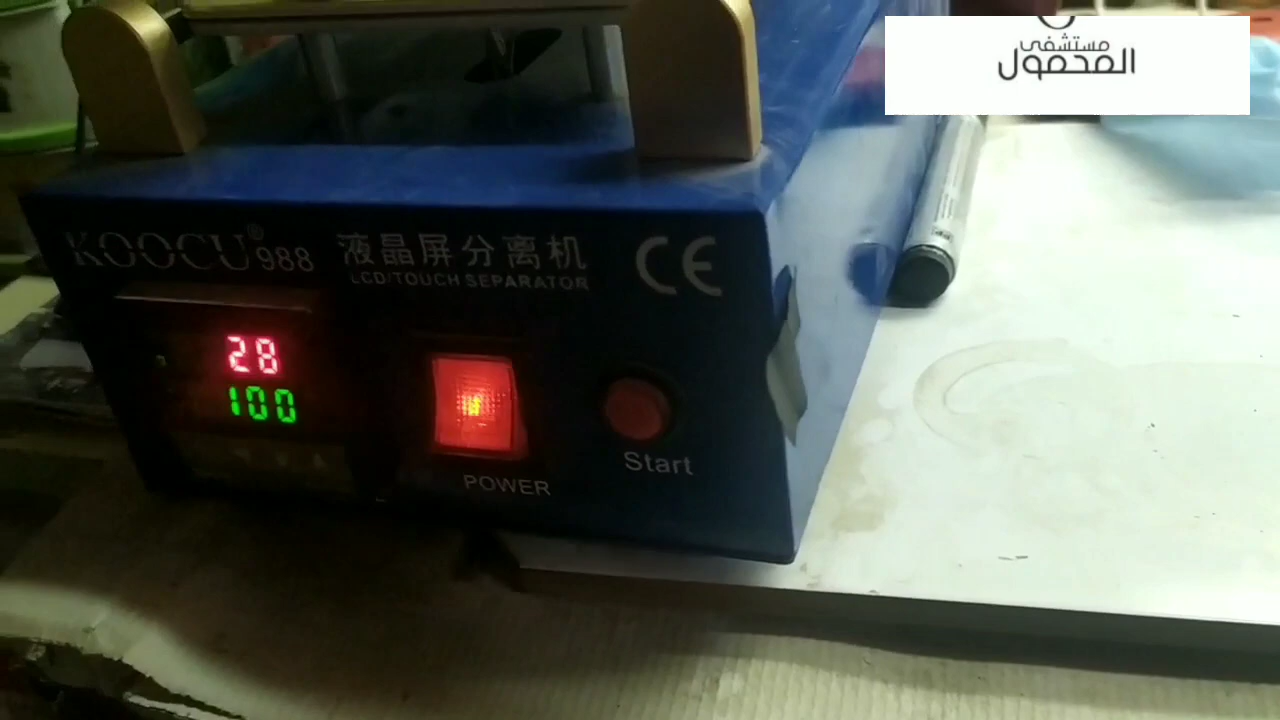 مستشفى
المحمول
KOOCU® 988
液晶屏分离机
LCD/TOUCH SEPARATOR
CE
28
100
POWER
Start